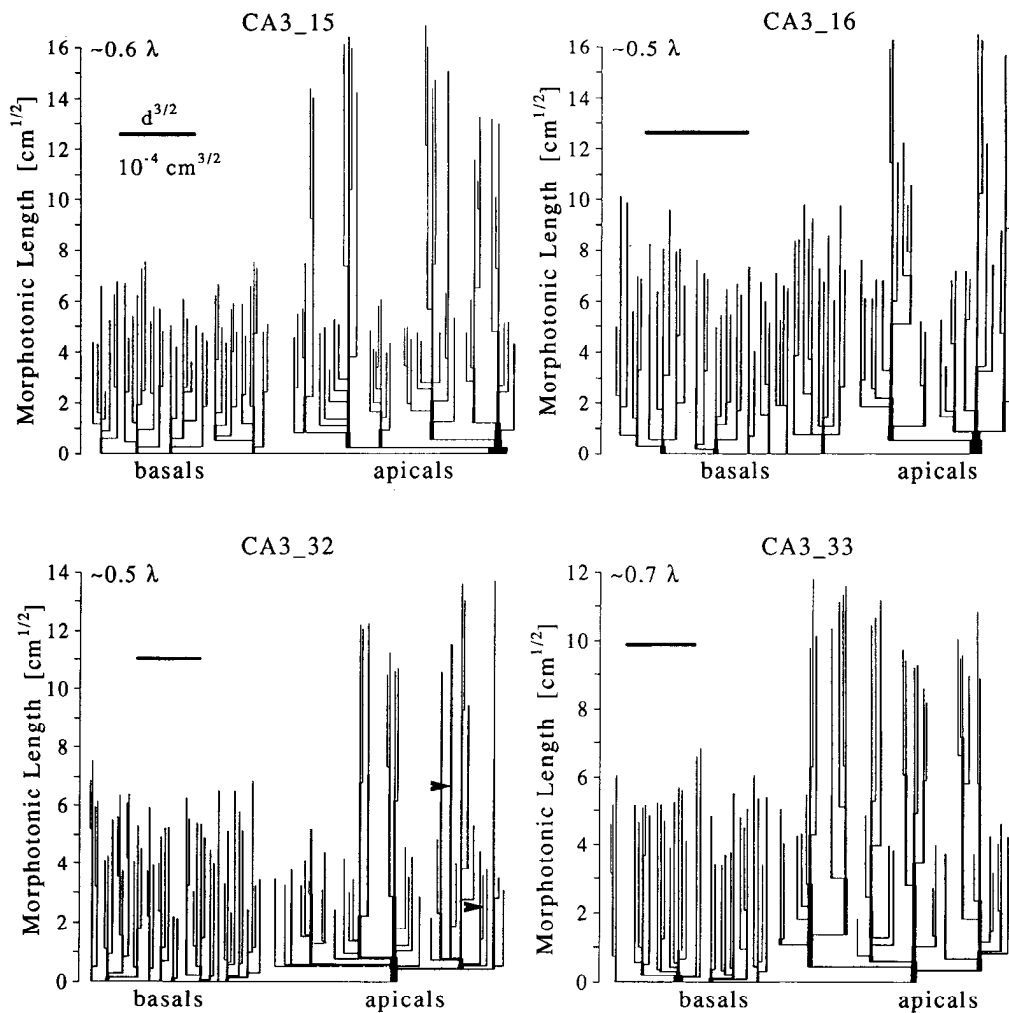 CA3_15
~0.6 λ
d^{3/2}
10^{-4} cm^{3/2}
Morphotonic Length [cm^{1/2}]
16
14
12
10
8
6
4
2
0
basals
apicals
CA3_16
~0.5 λ
Morphotonic Length [cm^{1/2}]
16
14
12
10
8
6
4
2
0
basals
apicals
CA3_32
~0.5 λ
Morphotonic Length [cm^{1/2}]
14
12
10
8
6
4
2
0
basals
apicals
CA3_33
~0.7 λ
Morphotonic Length [cm^{1/2}]
12
10
8
6
4
2
0
basals
apicals